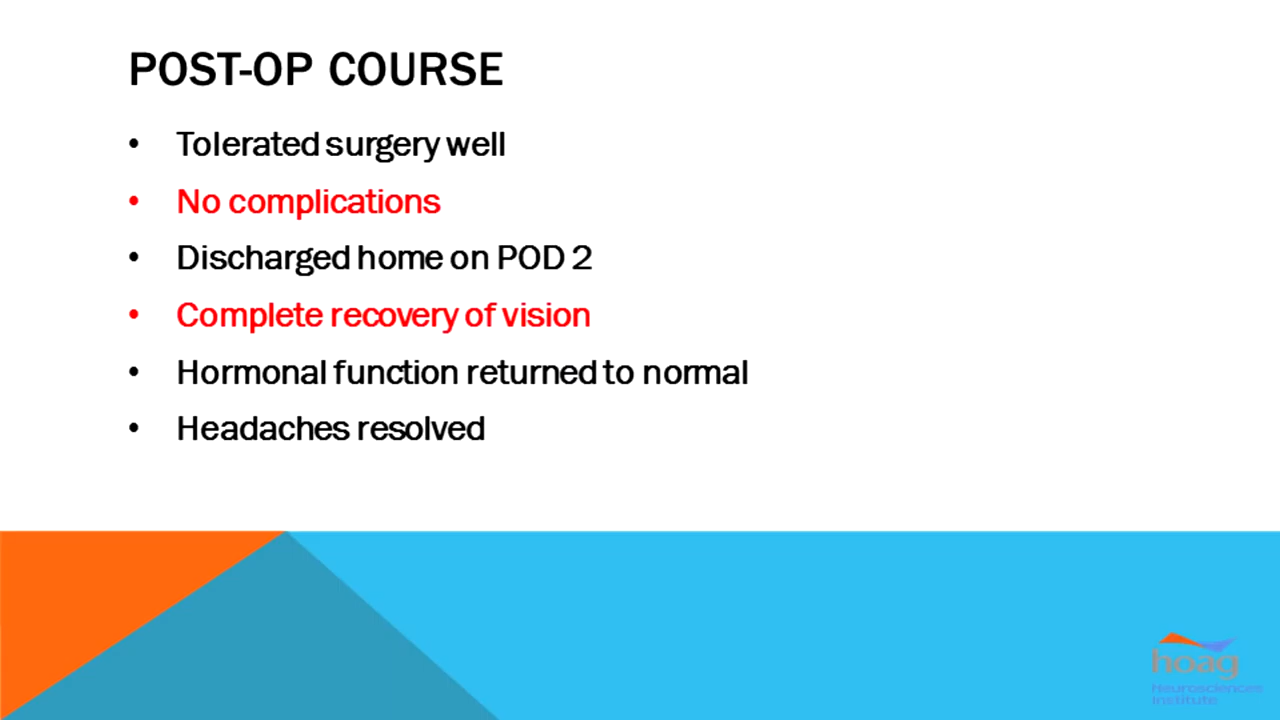 POST-OP COURSE
• Tolerated surgery well
• No complications
• Discharged home on POD 2
• Complete recovery of vision
• Hormonal function returned to normal
• Headaches resolved
hoag
Neurosciences
Institute